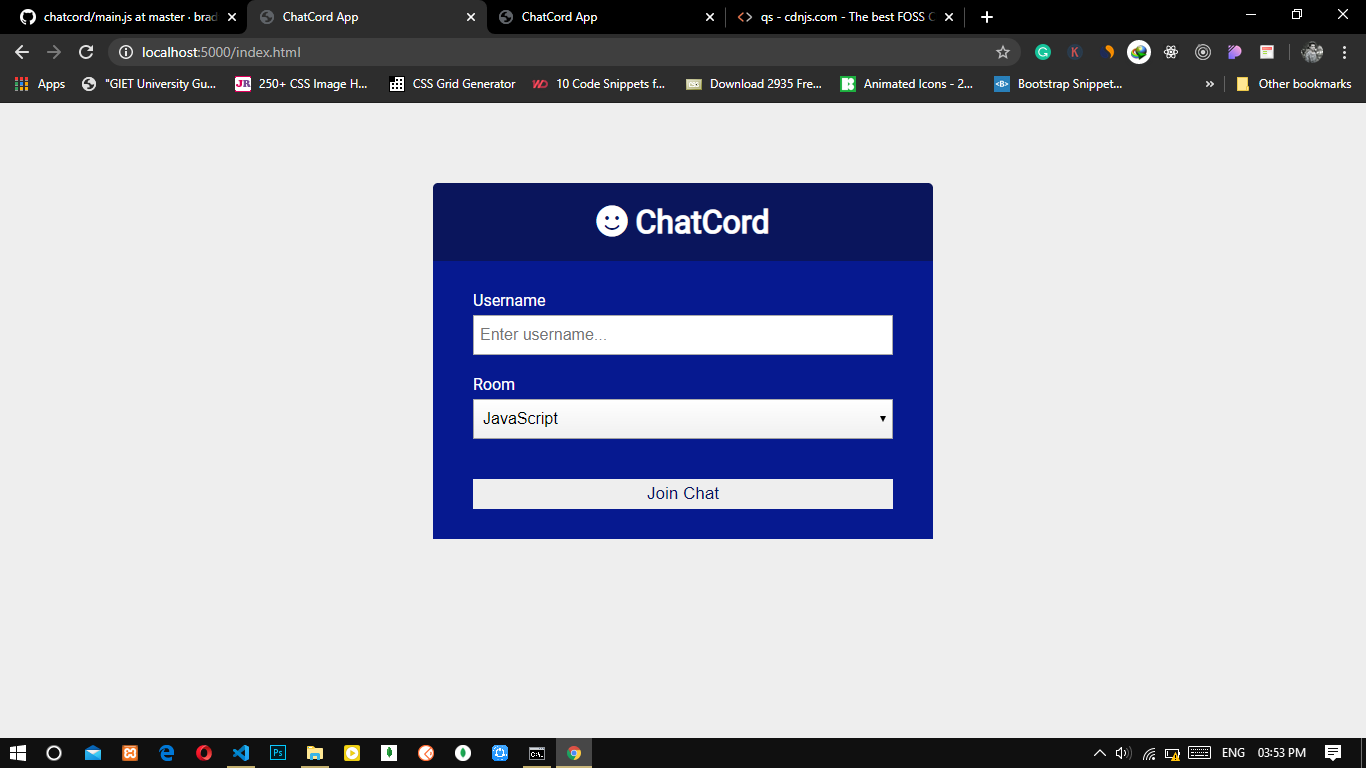 chatcord/main.js at master · brad
ChatCord App
ChatCord App
qs - cdnjs.com - The best FOSS C
localhost:5000/index.html
K
Apps
"GIET University Gu...
JR
250+ CSS Image H...
CSS Grid Generator
10 Code Snippets f...
Download 2935 Fre...
Animated Icons - 2...
<B>
Bootstrap Snippet...
»
Other bookmarks
ChatCord
Username
Enter username...
Room
JavaScript
Join Chat
Ps
C:\.
ENG
03:53 PM